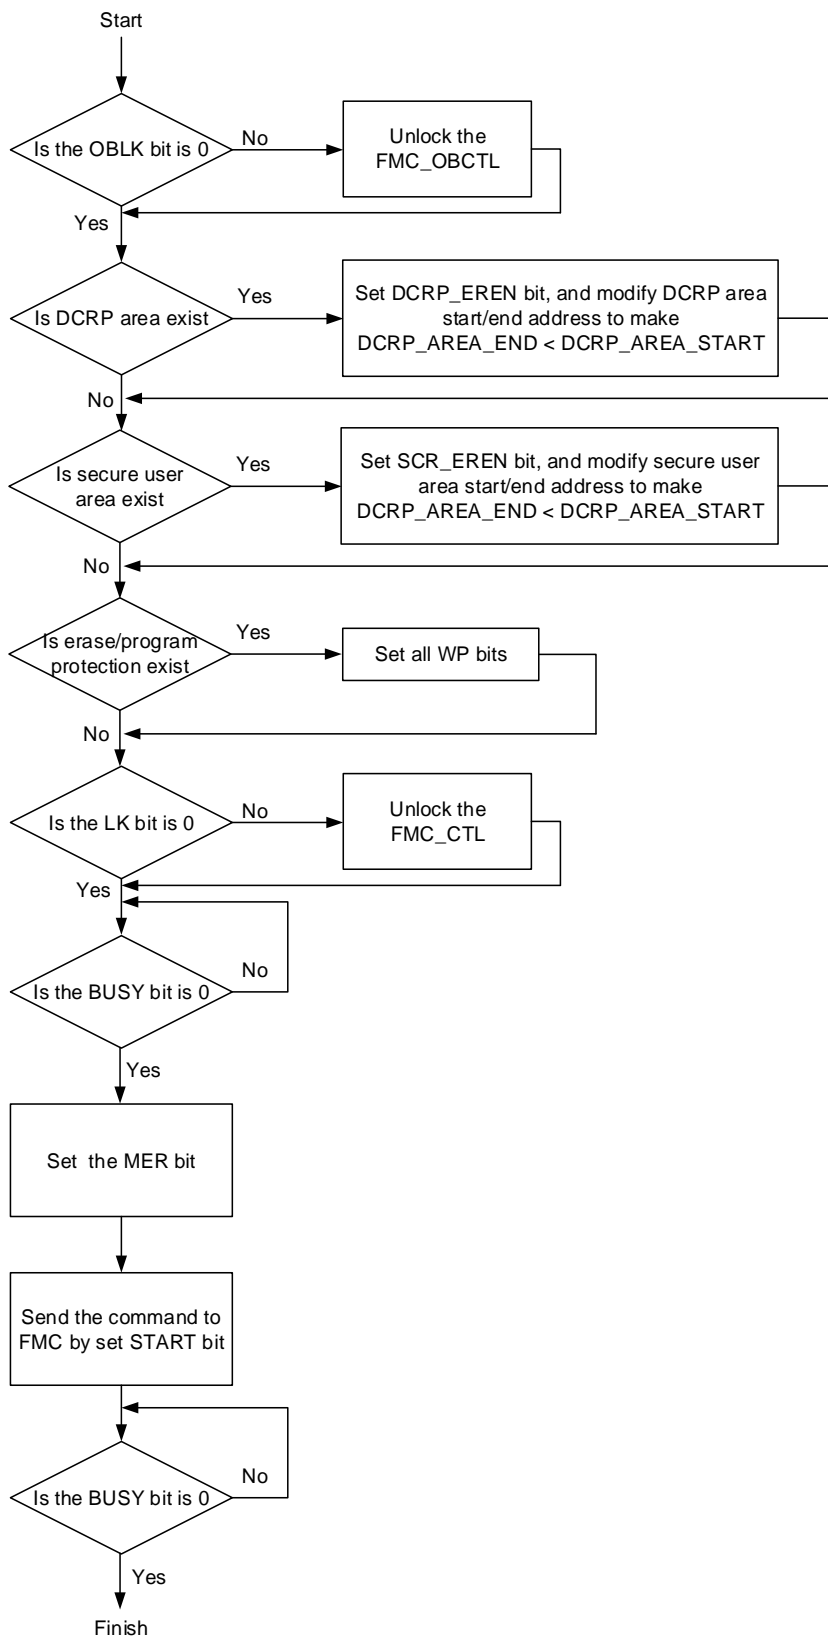 Start
Is the OBLK bit is 0
No
Unlock the
FMC_OBCTL
Yes
Is DCRP area exist
Yes
Set DCRP_EREN bit, and modify DCRP area
start/end address to make
DCRP_AREA_END < DCRP_AREA_START
No
Is secure user
area exist
Yes
Set SCR_EREN bit, and modify secure user
area start/end address to make
DCRP_AREA_END < DCRP_AREA_START
No
Is erase/program
protection exist
Yes
Set all WP bits
No
Is the LK bit is 0
No
Unlock the
FMC_CTL
Yes
Is the BUSY bit is 0
No
Yes
Set the MER bit
Send the command to
FMC by set START bit
Is the BUSY bit is 0
No
Yes
Finish